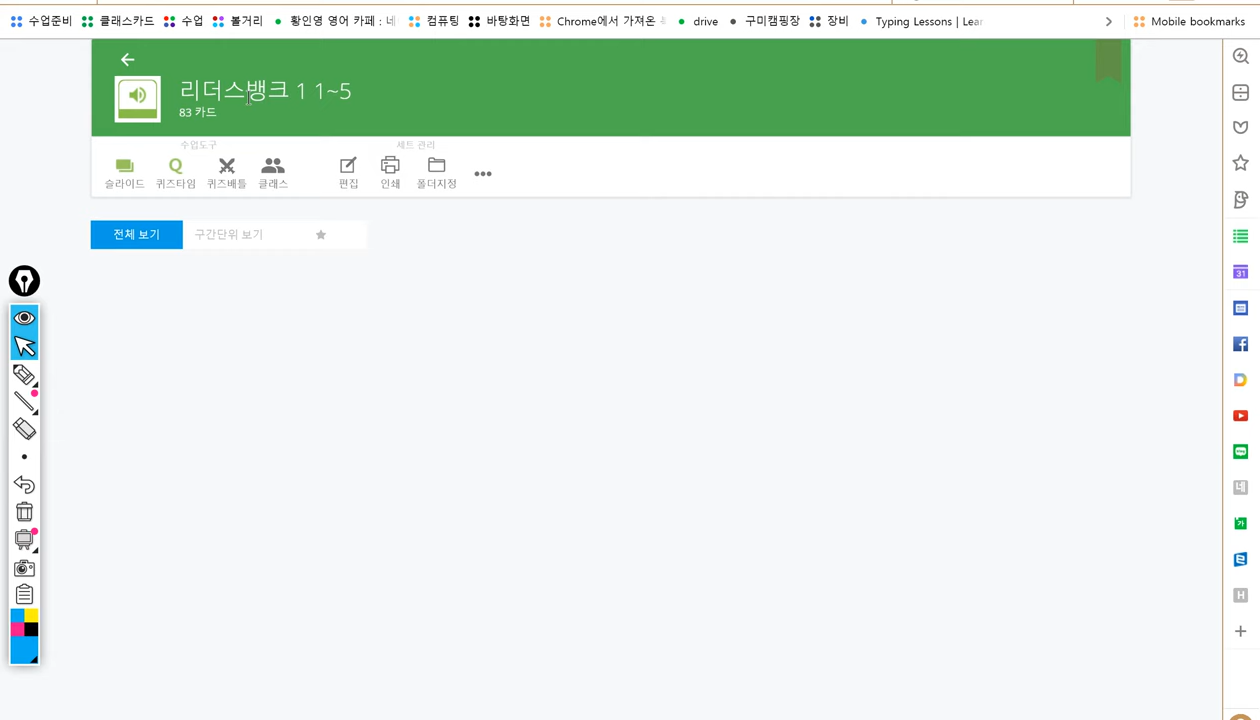 수업준비 클래스카드 수업 볼거리 황인영 영어 카페 : 네 컴퓨팅 바탕화면 Chrome에서 가져온 drive 구미캠핑장 장비 Typing Lessons | Lear Mobile bookmarks
리더스뱅크 1 1~5
83 카드
수업도구 세트 관리
슬라이드 퀴즈타임 퀴즈배틀 클래스 편집 인쇄 폴더지정
전체 보기 구간단위 보기
31